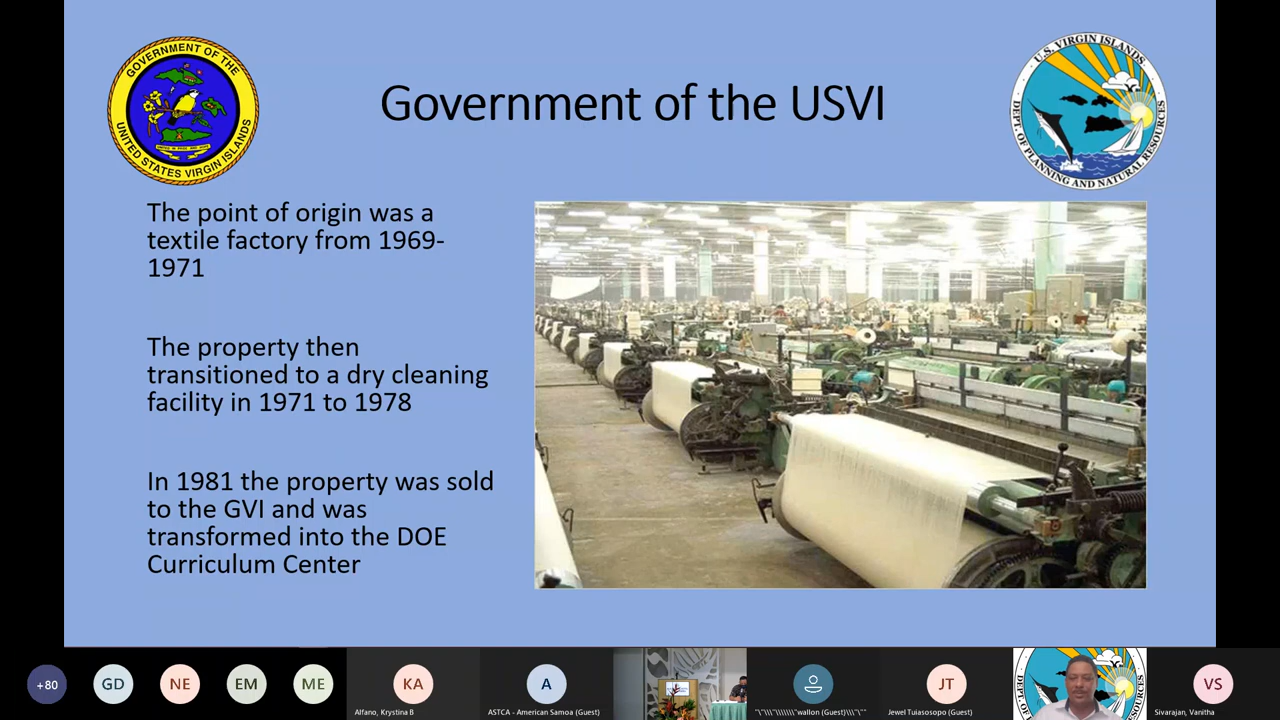 GOVERNMENT OF THE
UNITED STATES VIRGIN ISLANDS
Government of the USVI
U.S. VIRGIN ISLANDS
DEPT. OF PLANNING AND NATURAL RESOURCES
The point of origin was a
textile factory from 1969-
1971
The property then
transitioned to a dry cleaning
facility in 1971 to 1978
In 1981 the property was sold
to the GVI and was
transformed into the DOE
Curriculum Center
+80
GD
NE
EM
ME
KA
Alfano, Krystina B
A
ASTCA - American Samoa (Guest)
"\"\\\"\\\\\\\"wallon (Guest)\\\"\""
JT
Jewel Tuiasosopo (Guest)
VS
Sivarajan, Vanitha